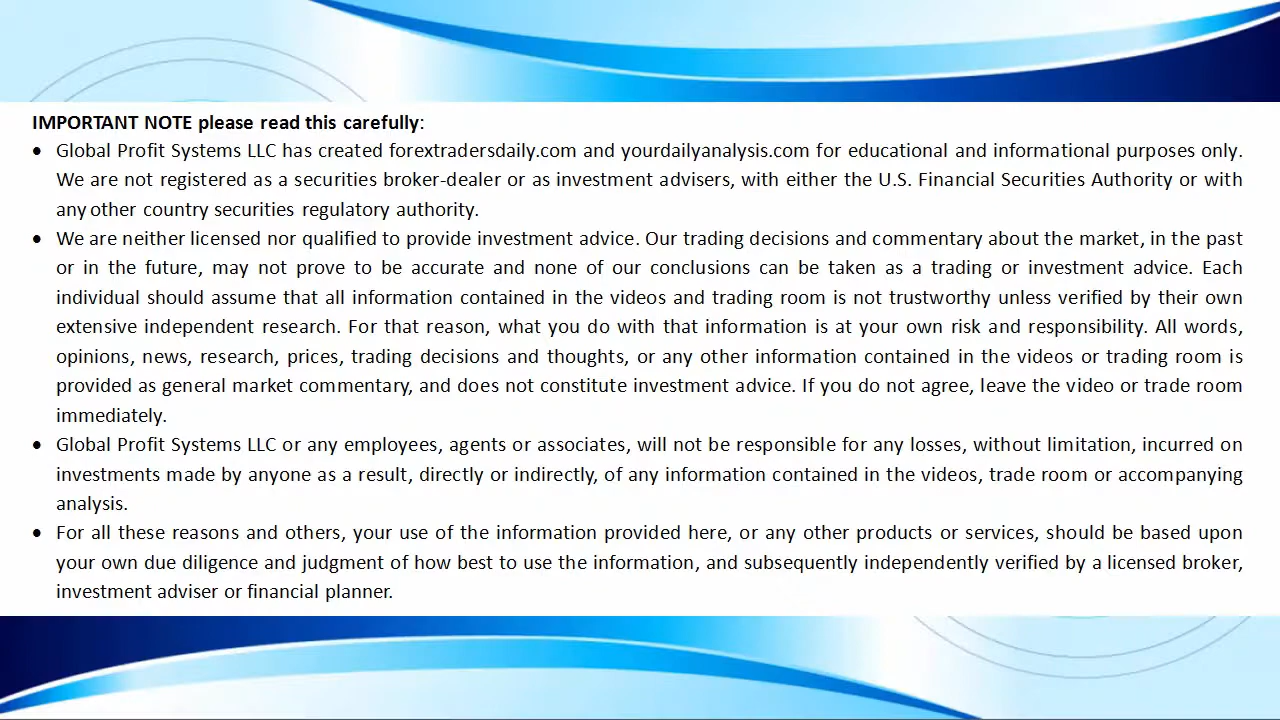 IMPORTANT NOTE please read this carefully:
• Global Profit Systems LLC has created forextradersdaily.com and yourdailyanalysis.com for educational and informational purposes only.
We are not registered as a securities broker-dealer or as investment advisers, with either the U.S. Financial Securities Authority or with
any other country securities regulatory authority.
• We are neither licensed nor qualified to provide investment advice. Our trading decisions and commentary about the market, in the past
or in the future, may not prove to be accurate and none of our conclusions can be taken as a trading or investment advice. Each
individual should assume that all information contained in the videos and trading room is not trustworthy unless verified by their own
extensive independent research. For that reason, what you do with that information is at your own risk and responsibility. All words,
opinions, news, research, prices, trading decisions and thoughts, or any other information contained in the videos or trading room is
provided as general market commentary, and does not constitute investment advice. If you do not agree, leave the video or trade room
immediately.
• Global Profit Systems LLC or any employees, agents or associates, will not be responsible for any losses, without limitation, incurred on
investments made by anyone as a result, directly or indirectly, of any information contained in the videos, trade room or accompanying
analysis.
• For all these reasons and others, your use of the information provided here, or any other products or services, should be based upon
your own due diligence and judgment of how best to use the information, and subsequently independently verified by a licensed broker,
investment adviser or financial planner.